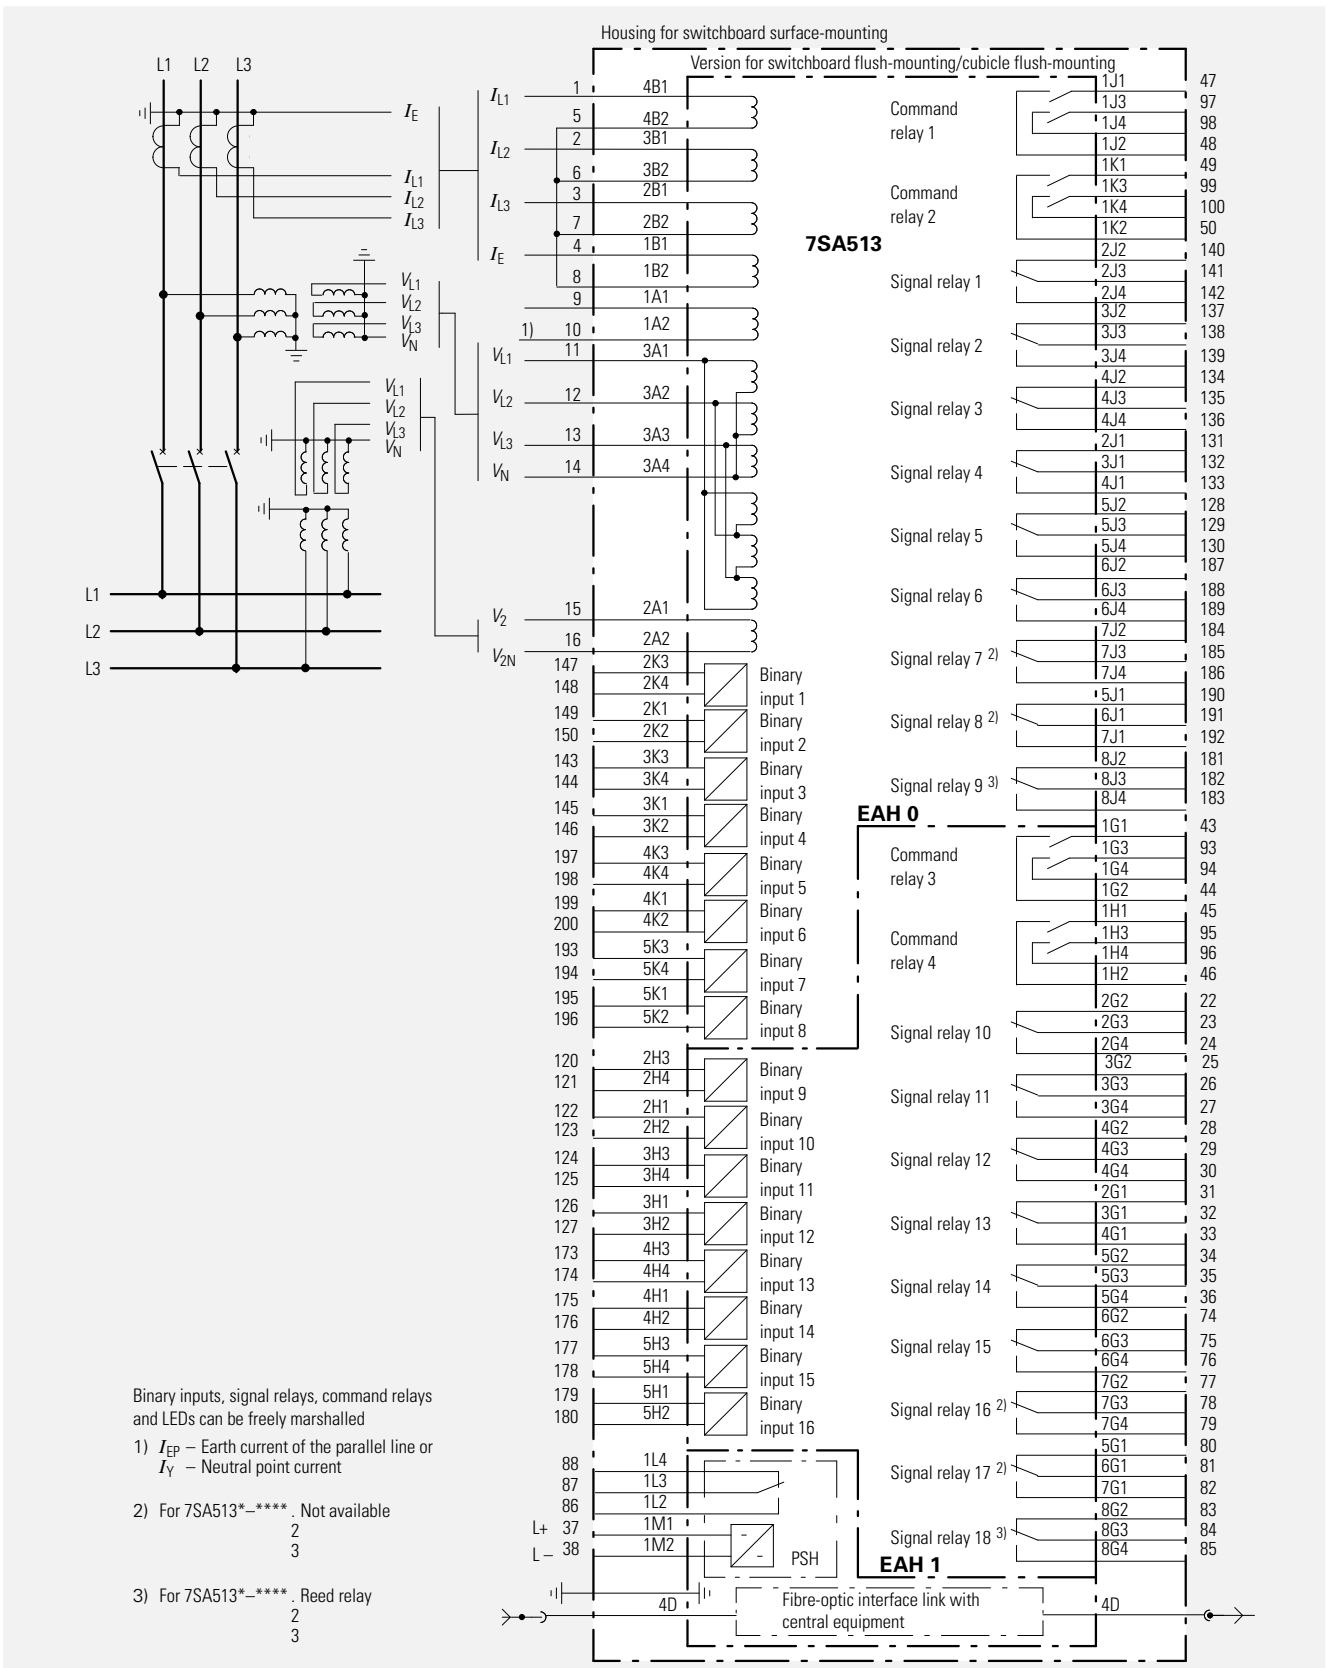 Housing for switchboard surface-mounting
Version for switchboard flush-mounting/cubicle flush-mounting
L1 L2 L3
IE
IL1
IL2
IL3
VL1
VL2
VL3
VN
VL1
VL2
VL3
VN
L1
L2
L3
IL1 1 4B1
5 4B2
IL2 2 3B1
6 3B2
IL3 3 2B1
7 2B2
IE 4 1B1
8 1B2
9 1A1
1) 10 1A2
VL1 11 3A1
VL2 12 3A2
VL3 13 3A3
VN 14 3A4
V2 15 2A1
V2N 16 2A2
7SA513
147 2K3 Binary
148 2K4 input 1
149 2K1 Binary
150 2K2 input 2
143 3K3 Binary
144 3K4 input 3
145 3K1 Binary
146 3K2 input 4
197 4K3 Binary
198 4K4 input 5
199 4K1 Binary
200 4K2 input 6
193 5K3 Binary
194 5K4 input 7
195 5K1 Binary
196 5K2 input 8
120 2H3 Binary
121 2H4 input 9
122 2H1 Binary
123 2H2 input 10
124 3H3 Binary
125 3H4 input 11
126 3H1 Binary
127 3H2 input 12
173 4H3 Binary
174 4H4 input 13
175 4H1 Binary
176 4H2 input 14
177 5H3 Binary
178 5H4 input 15
179 5H1 Binary
180 5H2 input 16
88 1L4
87 1L3
86 1L2
L+ 37 1M1
L– 38 1M2
PSH
Command
relay 1
1J1 47
1J3 97
1J4 98
1J2 48
Command
relay 2
1K1 49
1K3 99
1K4 100
1K2 50
Signal relay 1
2J2 140
2J3 141
2J4 142
Signal relay 2
3J2 137
3J3 138
3J4 139
Signal relay 3
4J2 134
4J3 135
4J4 136
Signal relay 4
2J1 131
3J1 132
4J1 133
Signal relay 5
5J2 128
5J3 129
5J4 130
Signal relay 6
6J2 187
6J3 188
6J4 189
Signal relay 7 2)
7J2 184
7J3 185
7J4 186
Signal relay 8 2)
5J1 190
6J1 191
7J1 192
Signal relay 9 3)
8J2 181
8J3 182
8J4 183
EAH 0
Command
relay 3
1G1 43
1G3 93
1G4 94
1G2 44
Command
relay 4
1H1 45
1H3 95
1H4 96
1H2 46
Signal relay 10
2G2 22
2G3 23
2G4 24
Signal relay 11
3G2 25
3G3 26
3G4 27
Signal relay 12
4G2 28
4G3 29
4G4 30
Signal relay 13
2G1 31
3G1 32
4G1 33
Signal relay 14
5G2 34
5G3 35
5G4 36
Signal relay 15
6G2 74
6G3 75
6G4 76
Signal relay 16 2)
7G2 77
7G3 78
7G4 79
Signal relay 17 2)
5G1 80
6G1 81
7G1 82
Signal relay 18 3)
8G2 83
8G3 84
8G4 85
EAH 1
4D
Fibre-optic interface link with
central equipment
4D
Binary inputs, signal relays, command relays
and LEDs can be freely marshalled
1) IEP – Earth current of the parallel line or
IY – Neutral point current
2) For 7SA513*–**** . Not available
2
3
3) For 7SA513*–**** . Reed relay
2
3